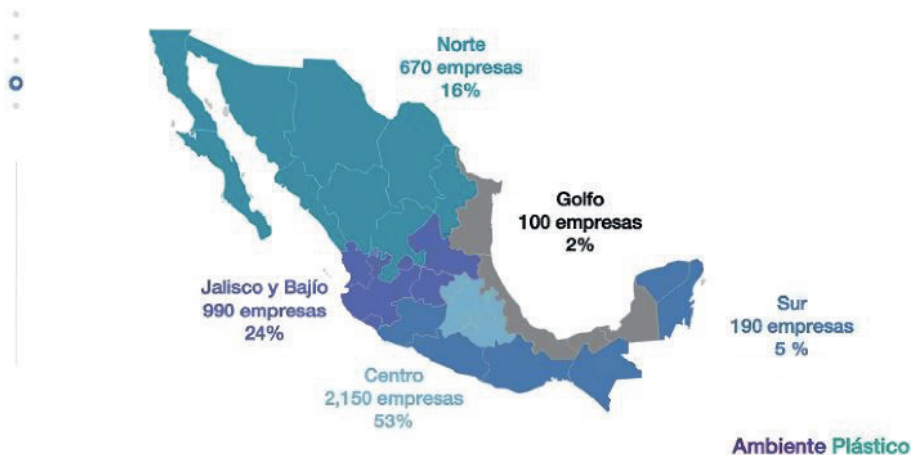 Norte
670 empresas
16%
Golfo
100 empresas
2%
Jalisco y Bajío
990 empresas
24%
Sur
190 empresas
5 %
Centro
2,150 empresas
53%
Ambiente Plástico